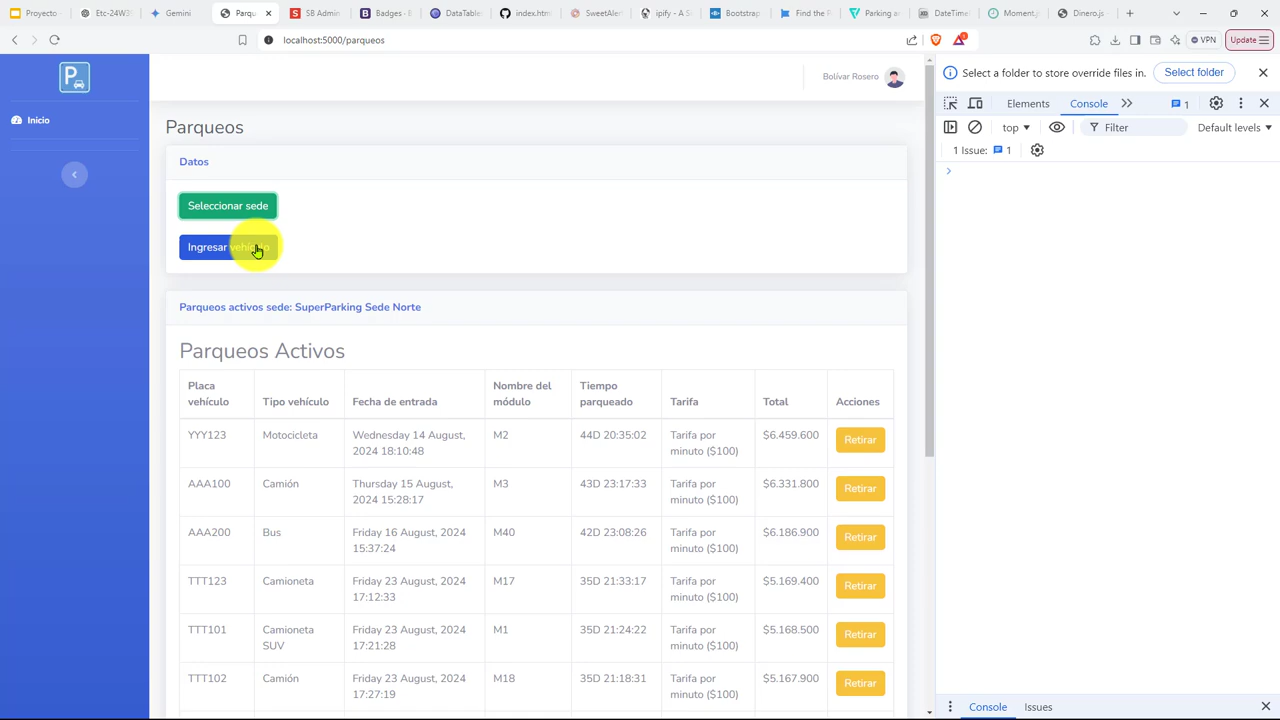 Proyecto -
Etc-24W3
Gemini
Parqu
SB Admin
Badges - B
DataTable
index.htm
SweetAler
ipify - A S
Bootstrap
Find the P
Parking a
DateTime
Moment.j
Dinero.js -
localhost:5000/parqueos
VPN
Update
P
Inicio
Bolívar Rosero
Parqueos
Datos
Seleccionar sede
Ingresar vehículo
Parqueos activos sede: SuperParking Sede Norte
Parqueos Activos
Placa vehículo Tipo vehículo Fecha de entrada Nombre del módulo Tiempo parqueado Tarifa Total Acciones
YYY123 Motocicleta Wednesday 14 August, 2024 18:10:48 M2 44D 20:35:02 Tarifa por minuto ($100) $6.459.600 Retirar
AAA100 Camión Thursday 15 August, 2024 15:28:17 M3 43D 23:17:33 Tarifa por minuto ($100) $6.331.800 Retirar
AAA200 Bus Friday 16 August, 2024 15:37:24 M40 42D 23:08:26 Tarifa por minuto ($100) $6.186.900 Retirar
TTT123 Camioneta Friday 23 August, 2024 17:12:33 M17 35D 21:33:17 Tarifa por minuto ($100) $5.169.400 Retirar
TTT101 Camioneta SUV Friday 23 August, 2024 17:21:28 M1 35D 21:24:22 Tarifa por minuto ($100) $5.168.500 Retirar
TTT102 Camión Friday 23 August, 2024 17:27:19 M18 35D 21:18:31 Tarifa por minuto ($100) $5.167.900 Retirar
Select a folder to store override files in.
Select folder
Elements
Console
1
top
Filter
Default levels
1 Issue: 1
Console
Issues